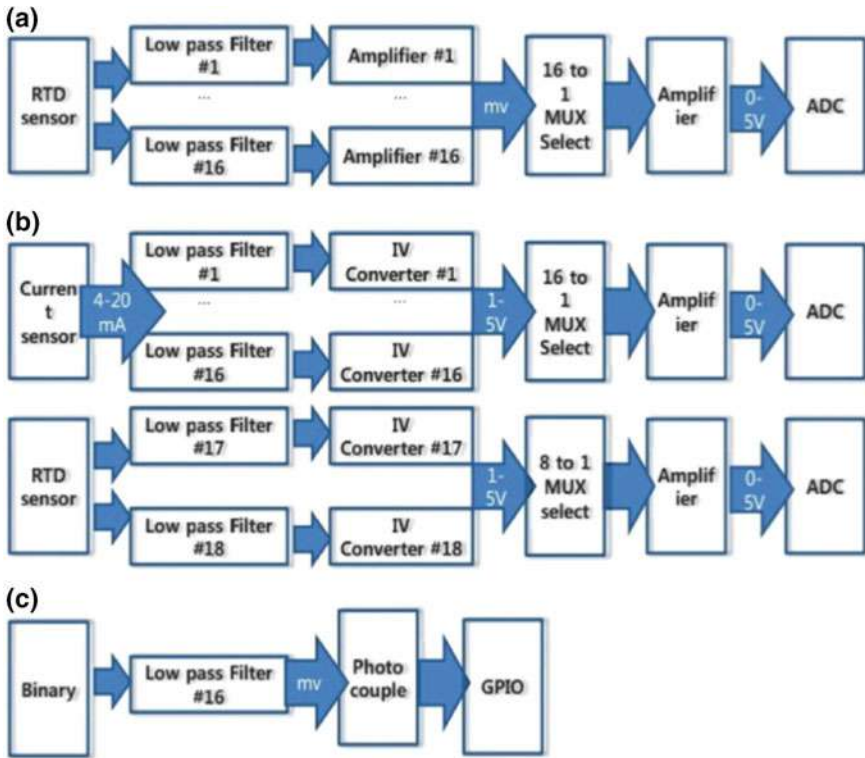 (a)
RTD
sensor
Low pass Filter
#1
...
Low pass Filter
#16
Amplifier #1
...
Amplifier #16
mv
16 to
1
MUX
Select
Amplif
ier
0-
5V
ADC
(b)
Curren
t
sensor
4-20
mA
Low pass Filter
#1
...
Low pass Filter
#16
IV
Converter #1
...
IV
Converter #16
1-
5V
16 to
1
MUX
Select
Amplif
ier
0-
5V
ADC
RTD
sensor
Low pass Filter
#17
Low pass Filter
#18
IV
Converter #17
IV
Converter #18
1-
5V
8 to 1
MUX
select
Amplif
ier
0-
5V
ADC
(c)
Binary
Low pass Filter
#16
mv
Photo
couple
GPIO